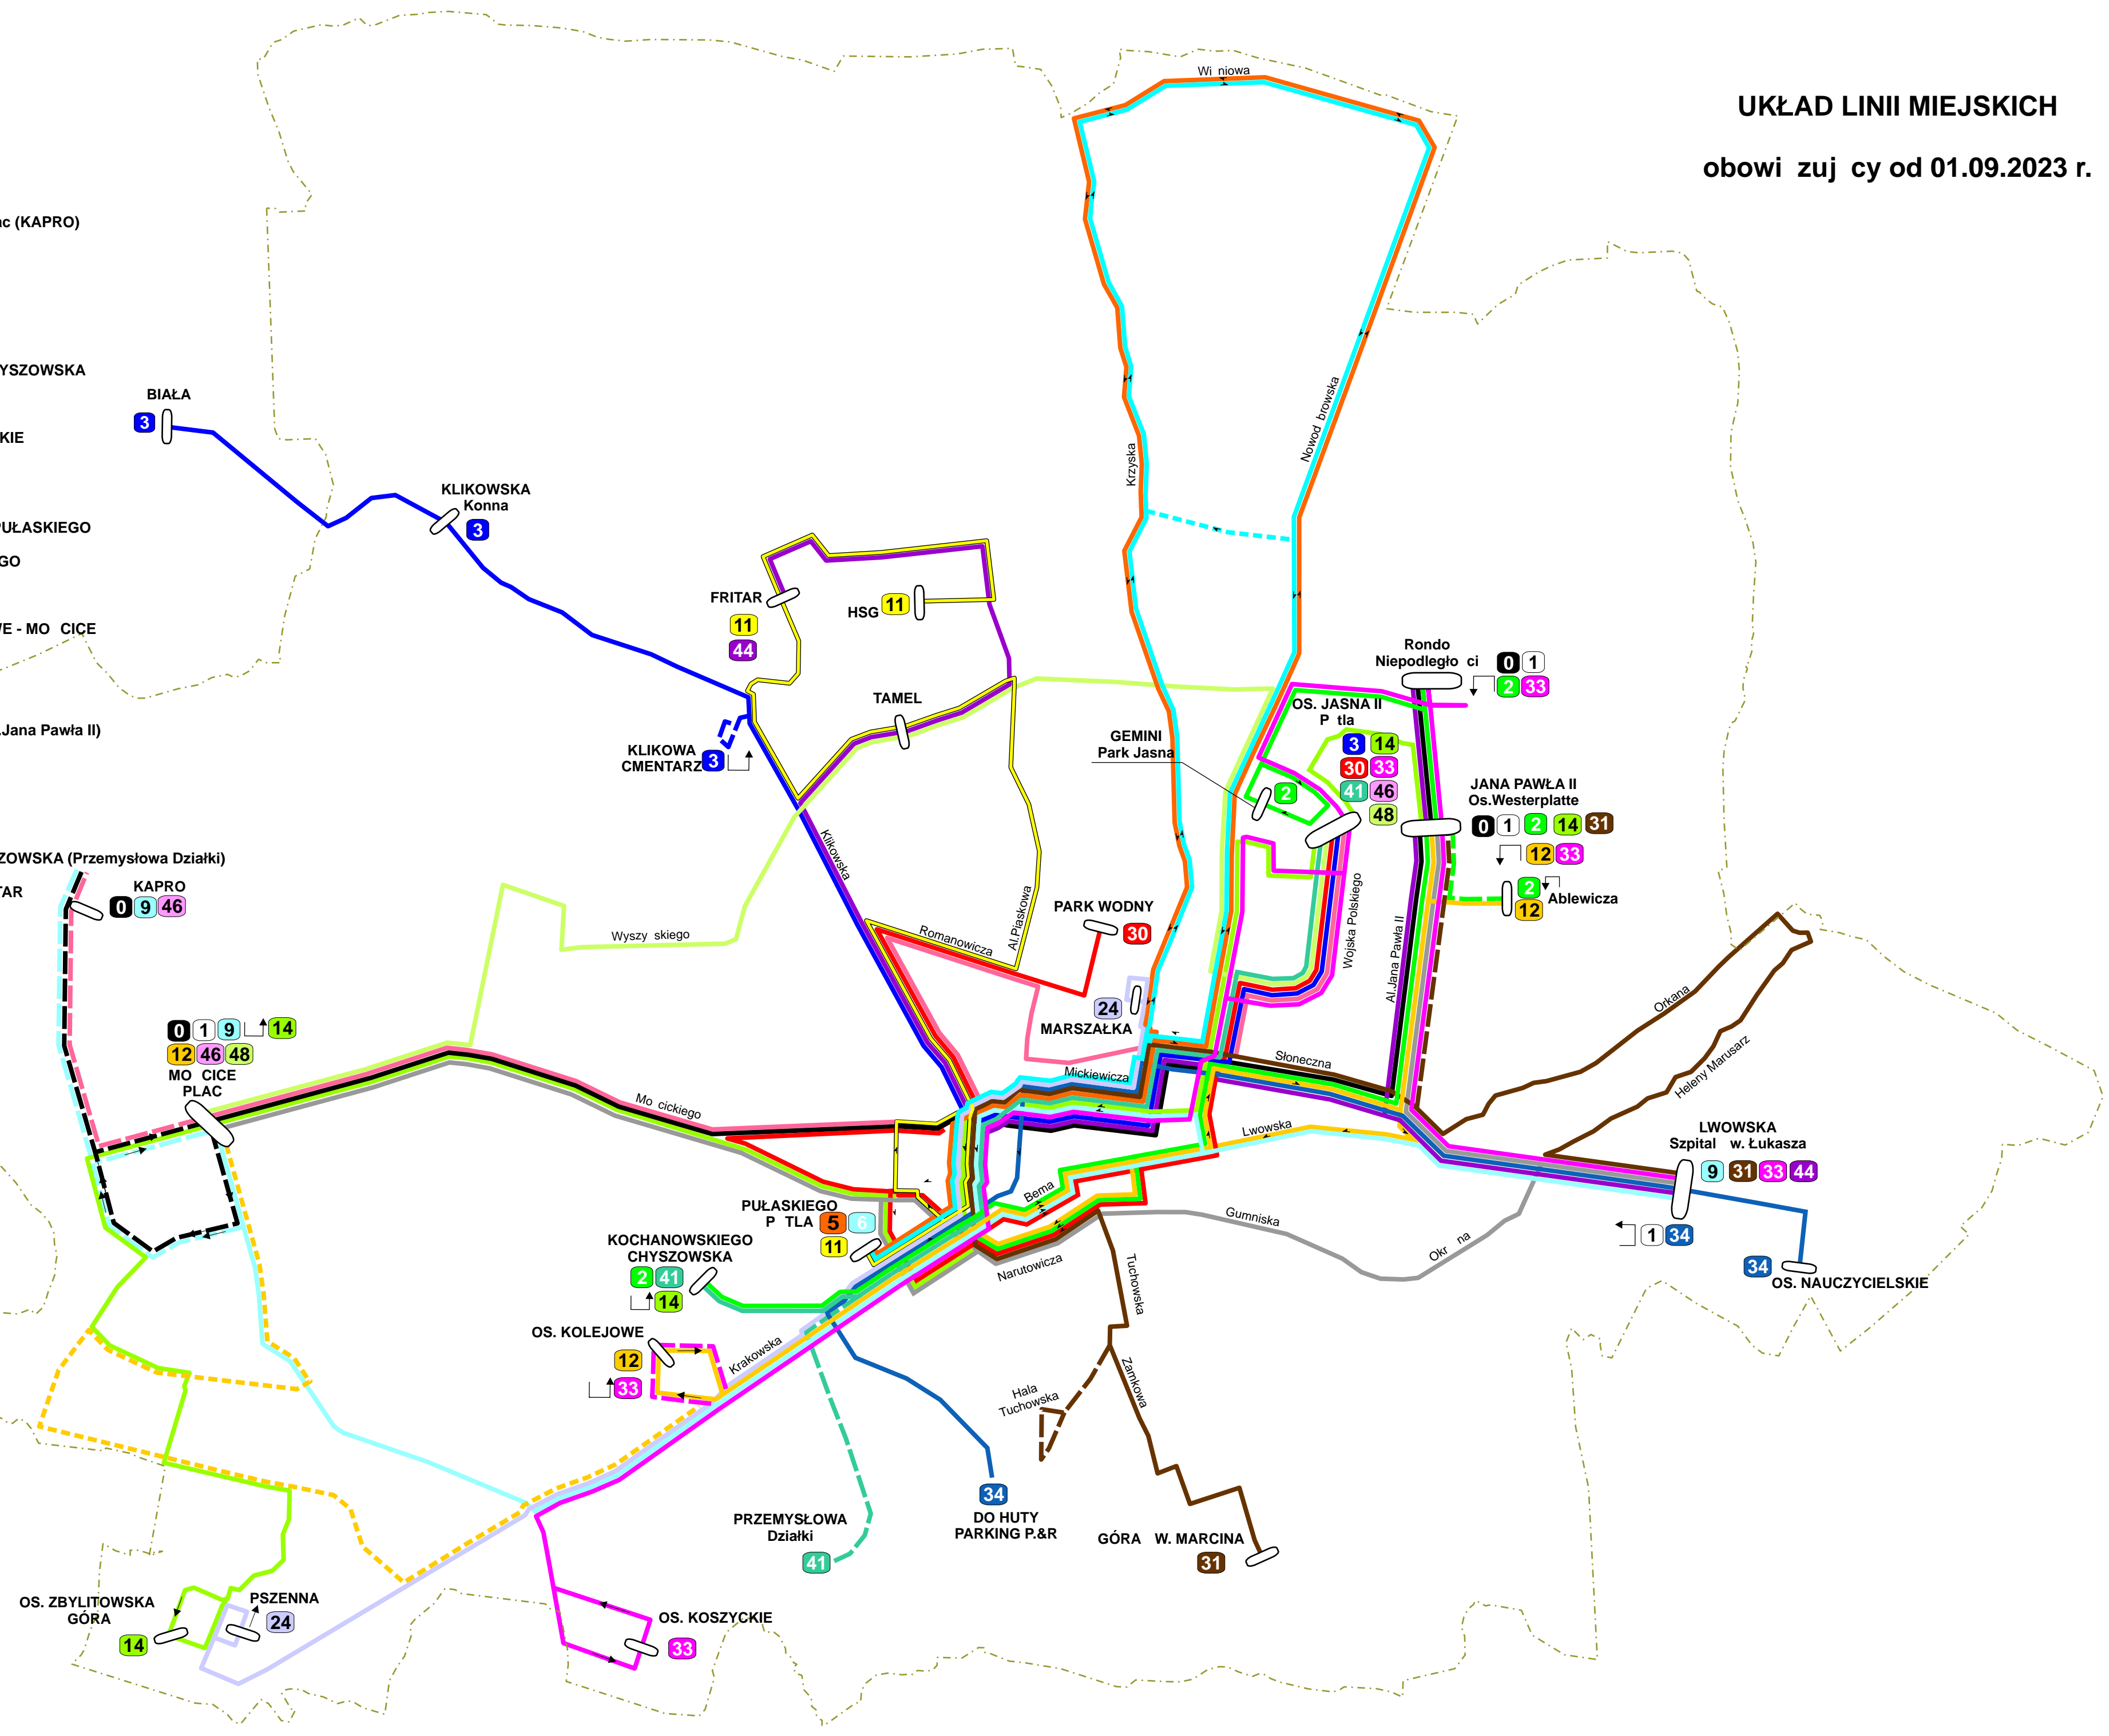 UKŁAD LINII MIEJSKICH
obowi zuj cy od 01.09.2023 r.
Wi niowa
ac (KAPRO)
YSZOWSKA
KIE
PUŁASKIEGO
GO
WE - MO CICE
.Jana Pawła II)
ZOWSKA (Przemysłowa Działki)
TAR
BIAŁA
3
KLIKOWSKA
Konna
3
Krzyska
Nowod browska
FRITAR
11
44
HSG
11
TAMEL
KLIKOWA
CMENTARZ
3
Klikowska
Rondo
Niepodległo ci
0 1
2 33
OS. JASNA II
P tla
3 14
30 33
41 46
48
GEMINI
Park Jasna
2
JANA PAWŁA II
Os.Westerplatte
0 1 2 14 31
12 33
2
12
Ablewicza
KAPRO
0 9 46
Wyszy skiego
Romanowicza
Al.Piaskowa
PARK WODNY
30
24
MARSZAŁKA
Wojska Polskiego
Al.Jana Pawła II
Orkana
Heleny Marusarz
0 1 9 14
12 46 48
MO CICE
PLAC
Mo cickiego
Mickiewicza
Słoneczna
Lwowska
LWOWSKA
Szpital w. Łukasza
9 31 33 44
1 34
34
OS. NAUCZYCIELSKIE
PUŁASKIEGO
P TLA
5 6
11
Bema
Gumniska
Okr na
Narutowicza
Tuchowska
KOCHANOWSKIEGO
CHYSZOWSKA
2 41
14
OS. KOLEJOWE
12
33
Krakowska
Hala
Tuchowska
Zamkowa
34
DO HUTY
PARKING P.&R
PRZEMYSŁOWA
Działki
41
GÓRA W. MARCINA
31
OS. ZBYLITOWSKA
GÓRA
14
PSZENNA
24
OS. KOSZYCKIE
33